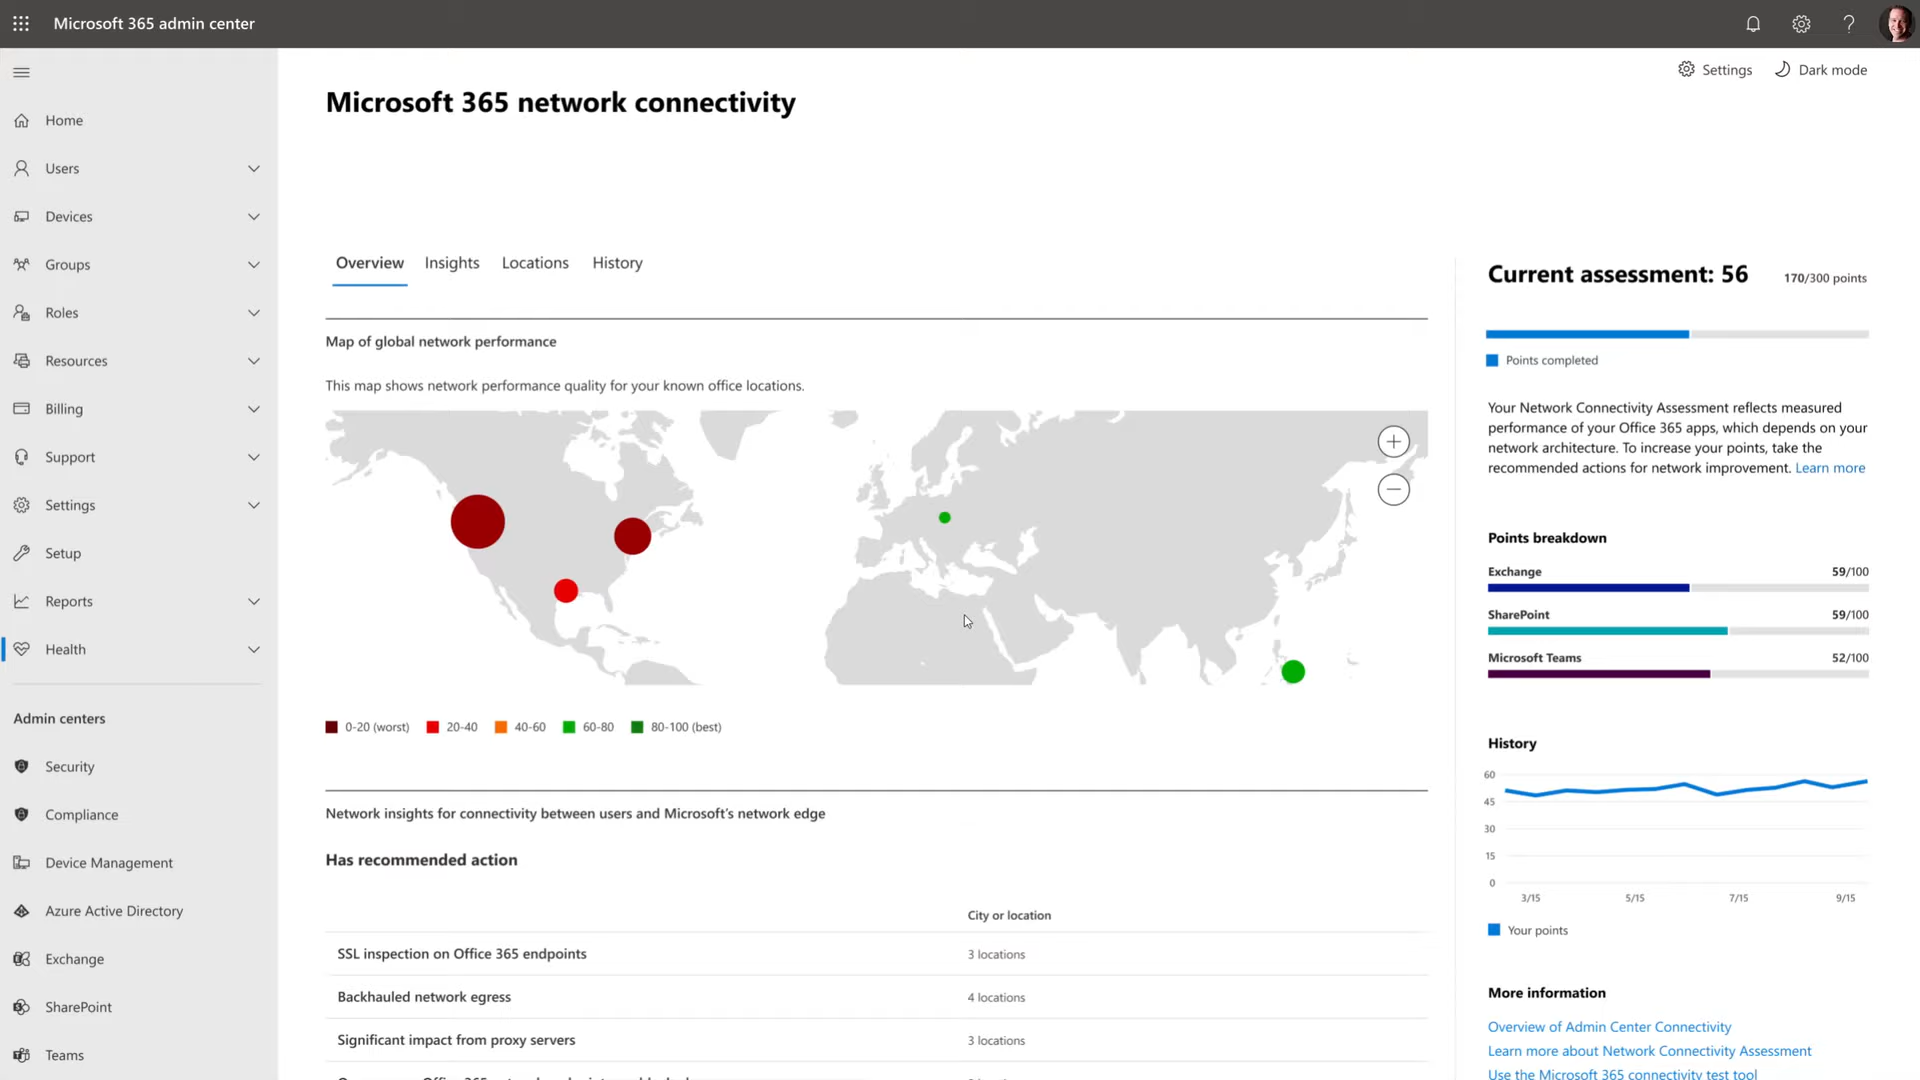 Microsoft 365 admin center
Settings
Dark mode
Microsoft 365 network connectivity
Home
Users
Devices
Groups
Roles
Resources
Billing
Support
Settings
Setup
Reports
Health
Admin centers
Security
Compliance
Device Management
Azure Active Directory
Exchange
SharePoint
Teams
Overview
Insights
Locations
History
Map of global network performance
This map shows network performance quality for your known office locations.
0-20 (worst)
20-40
40-60
60-80
80-100 (best)
Network insights for connectivity between users and Microsoft’s network edge
Has recommended action
City or location
SSL inspection on Office 365 endpoints
3 locations
Backhauled network egress
4 locations
Significant impact from proxy servers
3 locations
Current assessment: 56
170/300 points
Points completed
Your Network Connectivity Assessment reflects measured
performance of your Office 365 apps, which depends on your
network architecture. To increase your points, take the
recommended actions for network improvement. Learn more
Points breakdown
Exchange
59/100
SharePoint
59/100
Microsoft Teams
52/100
History
60
45
30
15
0
3/15
5/15
7/15
9/15
Your points
More information
Overview of Admin Center Connectivity
Learn more about Network Connectivity Assessment
Use the Microsoft 365 connectivity test tool